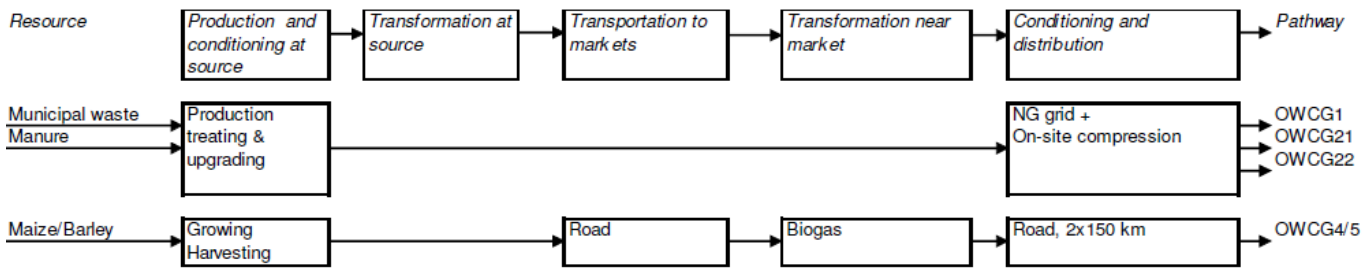 Resource
Production and
conditioning at
source
Transformation at
source
Transportation to
markets
Transformation near
market
Conditioning and
distribution
Pathway
Municipal waste
Manure
Production
treating &
upgrading
NG grid +
On-site compression
OWCG1
OWCG21
OWCG22
Maize/Barley
Growing
Harvesting
Road
Biogas
Road, 2x150 km
OWCG4/5